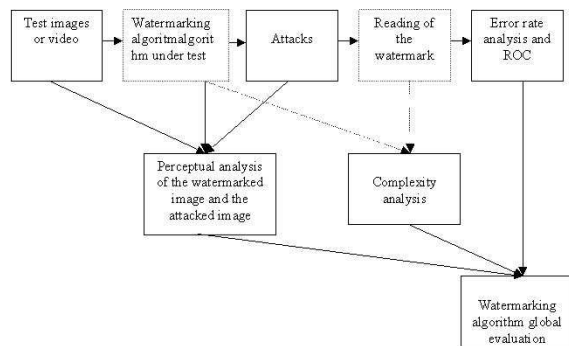 Test images
or video
Watermarking
algoritmalgorit
hm under test
Attacks
Reading of
the
watermark
Error rate
analysis and
ROC
Perceptual analysis
of the watermarked
image and the
attacked image
Complexity
analysis
Watermarking
algorithm global
evaluation